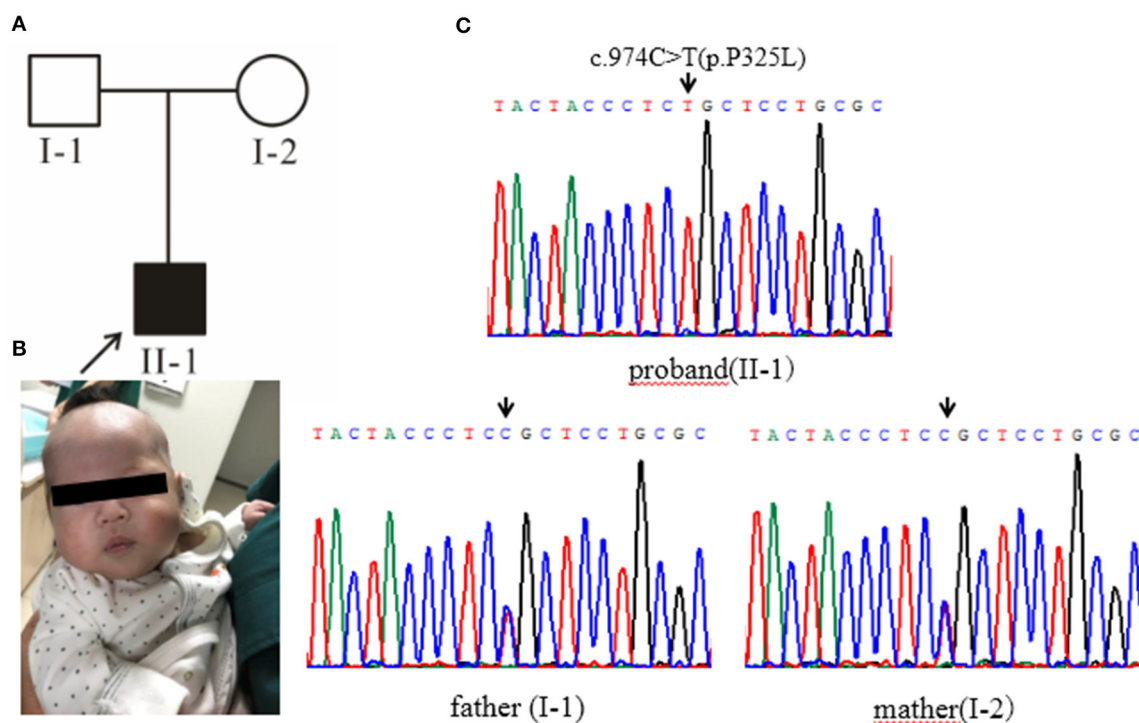 A
I-1
I-2
II-1
B
C
c.974C>T(p.P325L)
TACTACCCTCTGCTCCTGCGC
proband(II-1)
TACTACCCTCCGCTCCTGCGC
father (I-1)
TACTACCCTCCGCTCCTGCGC
mather(I-2)